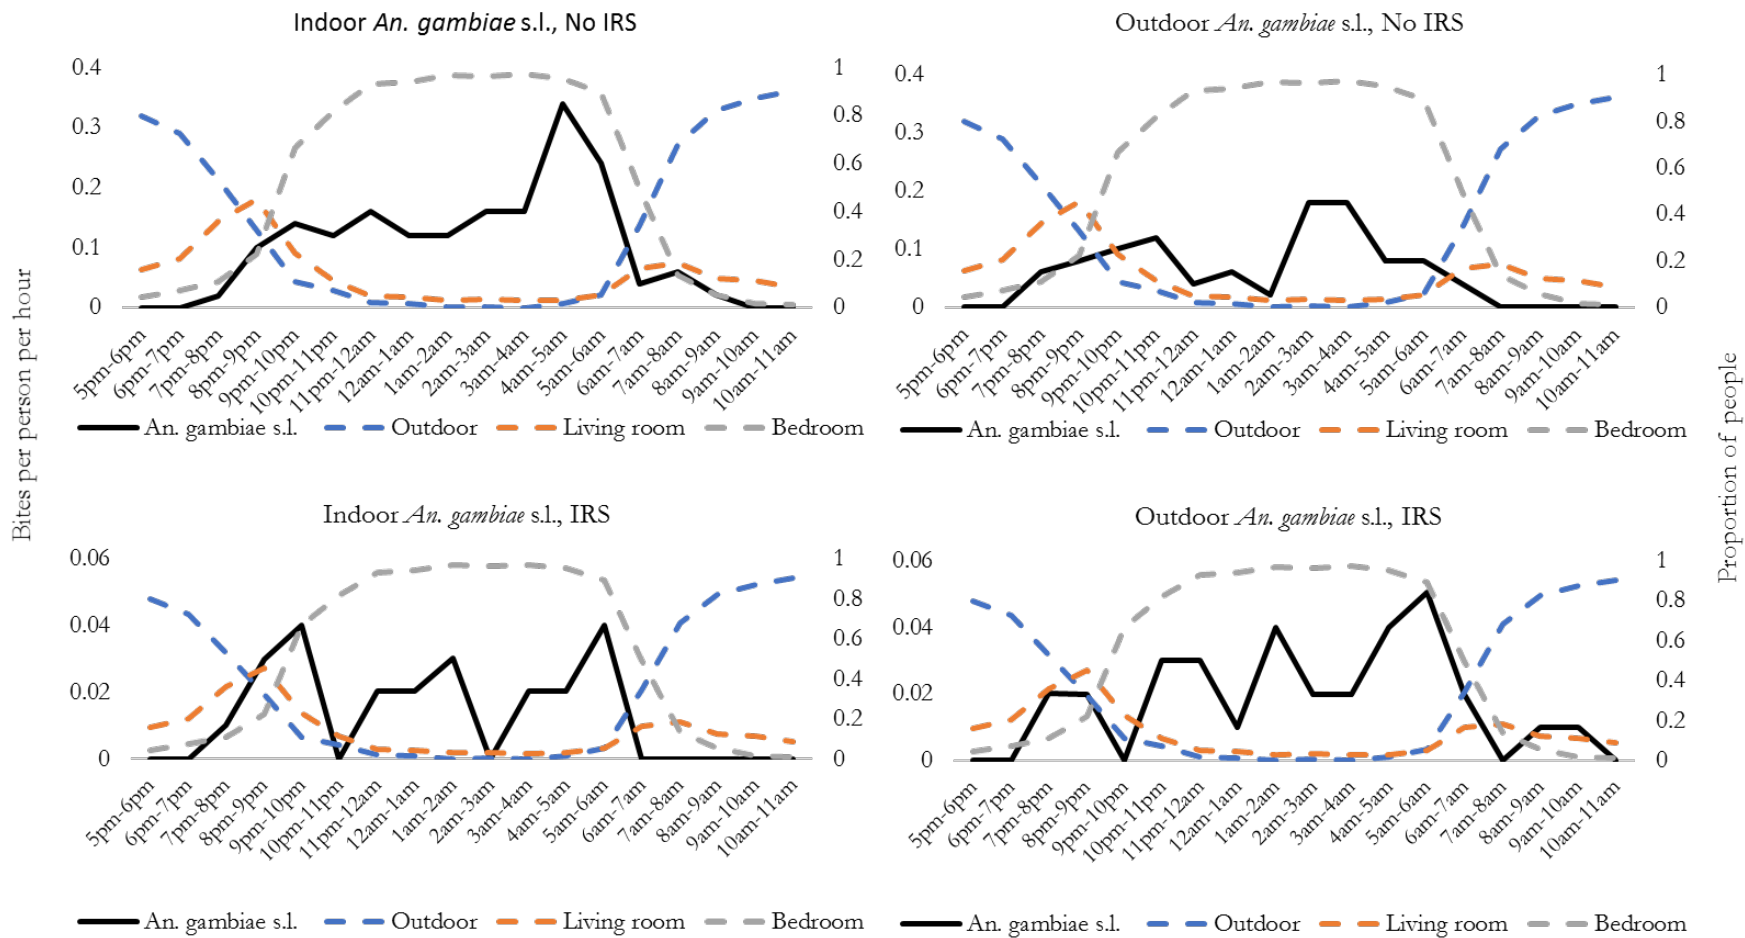 Indoor An. gambiae s.l., No IRS
0.4
0.3
0.2
0.1
0
1
0.8
0.6
0.4
0.2
0
5pm-6pm
6pm-7pm
7pm-8pm
8pm-9pm
9pm-10pm
10pm-11pm
11pm-12am
12am-1am
1am-2am
2am-3am
3am-4am
4am-5am
5am-6am
6am-7am
7am-8am
8am-9am
9am-10am
10am-11am
An. gambiae s.l. Outdoor Living room Bedroom
Outdoor An. gambiae s.l., No IRS
0.4
0.3
0.2
0.1
0
1
0.8
0.6
0.4
0.2
0
5pm-6pm
6pm-7pm
7pm-8pm
8pm-9pm
9pm-10pm
10pm-11pm
11pm-12am
12am-1am
1am-2am
2am-3am
3am-4am
4am-5am
5am-6am
6am-7am
7am-8am
8am-9am
9am-10am
10am-11am
An. gambiae s.l. Outdoor Living room Bedroom
Bites per person per hour
Proportion of people
Indoor An. gambiae s.l., IRS
0.06
0.04
0.02
0
1
0.8
0.6
0.4
0.2
0
5pm-6pm
6pm-7pm
7pm-8pm
8pm-9pm
9pm-10pm
10pm-11pm
11pm-12am
12am-1am
1am-2am
2am-3am
3am-4am
4am-5am
5am-6am
6am-7am
7am-8am
8am-9am
9am-10am
10am-11am
An. gambiae s.l. Outdoor Living room Bedroom
Outdoor An. gambiae s.l., IRS
0.06
0.04
0.02
0
1
0.8
0.6
0.4
0.2
0
5pm-6pm
6pm-7pm
7pm-8pm
8pm-9pm
9pm-10pm
10pm-11pm
11pm-12am
12am-1am
1am-2am
2am-3am
3am-4am
4am-5am
5am-6am
6am-7am
7am-8am
8am-9am
9am-10am
10am-11am
An. gambiae s.l. Outdoor Living room Bedroom